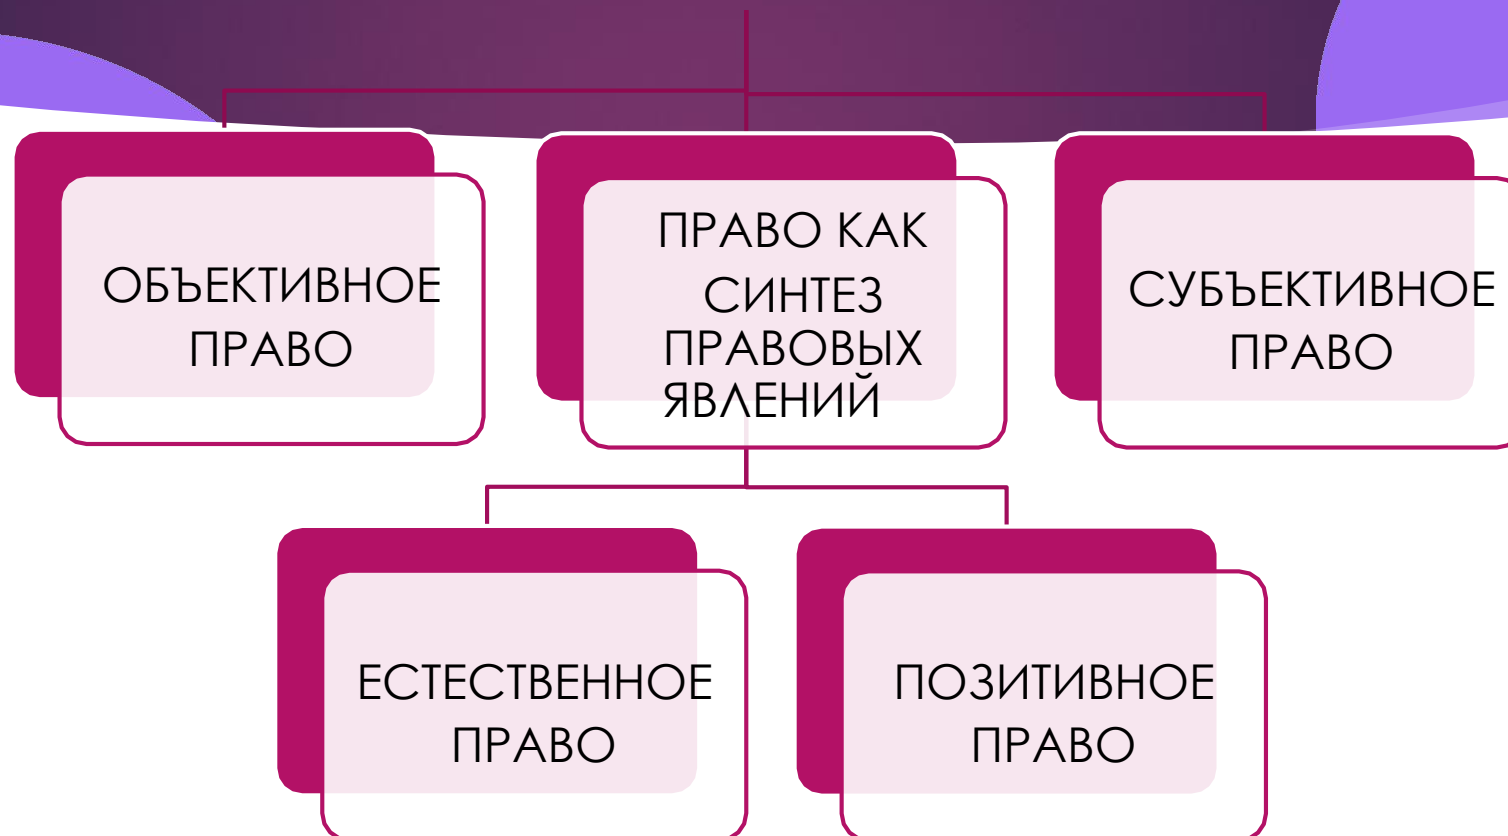 ОБЪЕКТИВНОЕ
ПРАВО
ПРАВО КАК
СИНТЕЗ
ПРАВОВЫХ
ЯВЛЕНИЙ
СУБЪЕКТИВНОЕ
ПРАВО
ЕСТЕСТВЕННОЕ
ПРАВО
ПОЗИТИВНОЕ
ПРАВО